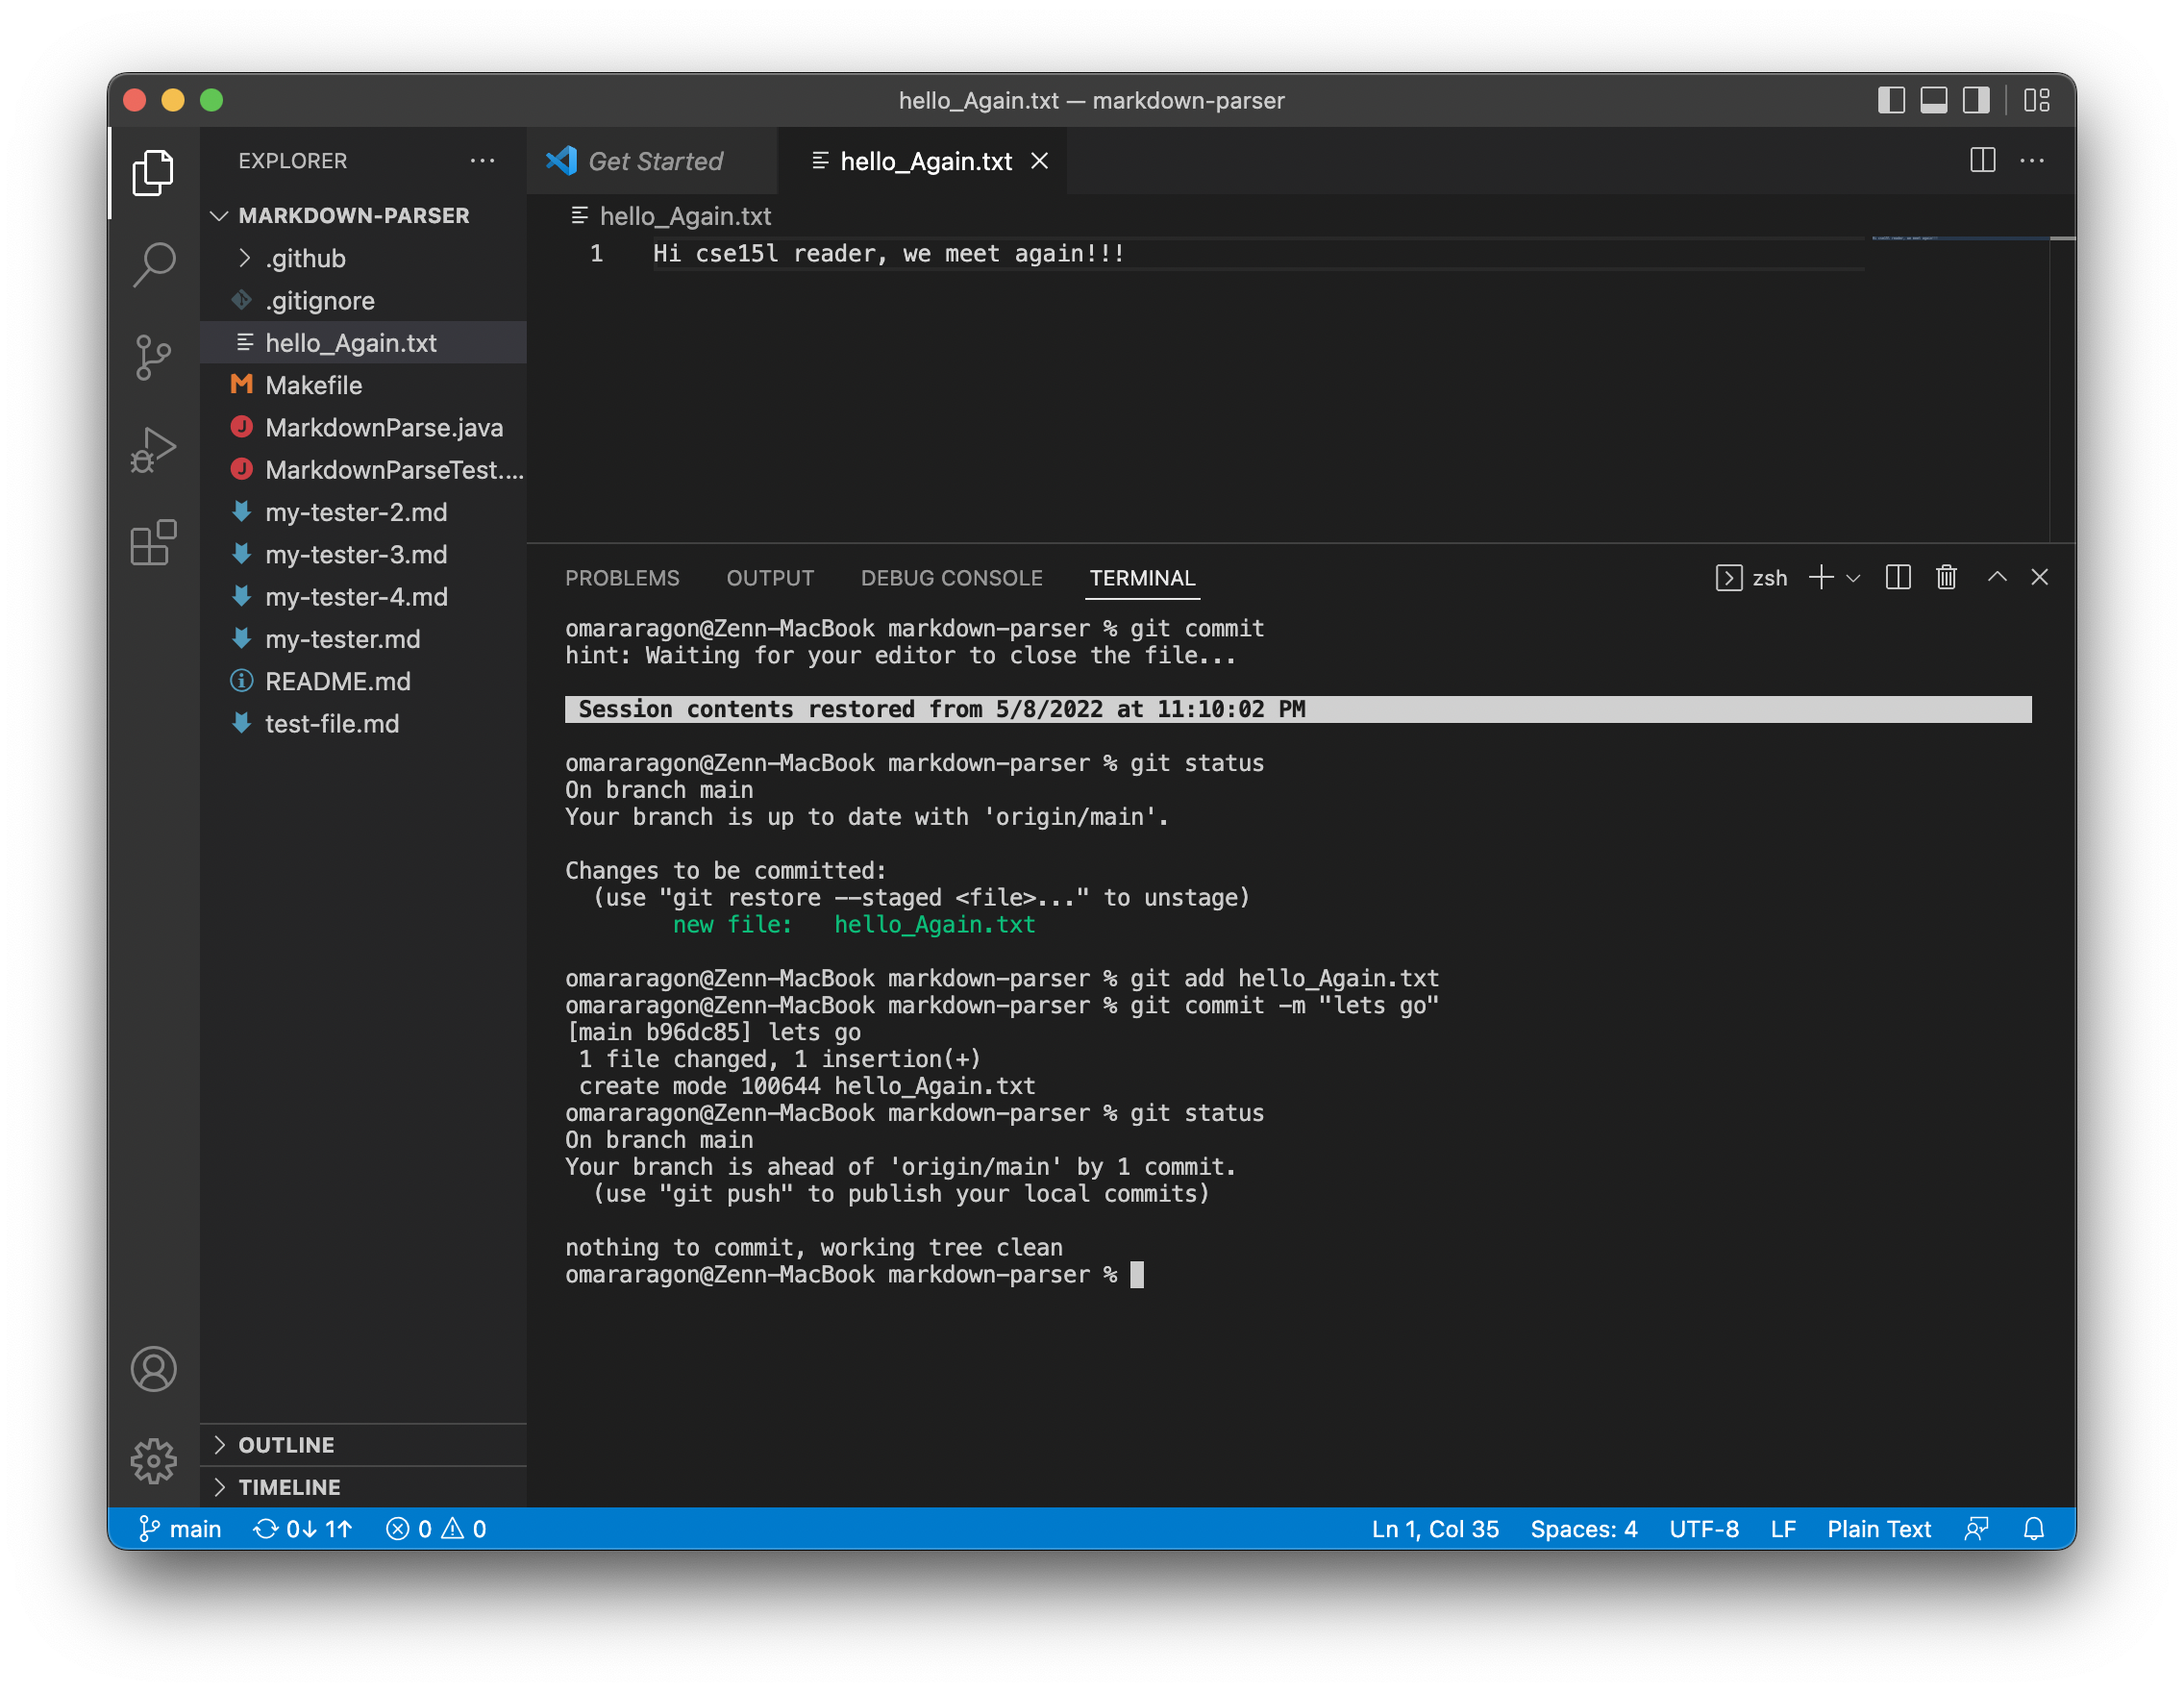 hello_Again.txt — markdown-parser
EXPLORER
MARKDOWN-PARSER
.github
.gitignore
hello_Again.txt
Makefile
MarkdownParse.java
MarkdownParseTest....
my-tester-2.md
my-tester-3.md
my-tester-4.md
my-tester.md
README.md
test-file.md
OUTLINE
TIMELINE
Get Started
hello_Again.txt
hello_Again.txt
1 Hi cse15l reader, we meet again!!!
PROBLEMS OUTPUT DEBUG CONSOLE TERMINAL zsh
omararagon@Zenn-MacBook markdown-parser % git commit
hint: Waiting for your editor to close the file...
Session contents restored from 5/8/2022 at 11:10:02 PM
omararagon@Zenn-MacBook markdown-parser % git status
On branch main
Your branch is up to date with 'origin/main'.
Changes to be committed:
(use "git restore --staged <file>..." to unstage)
new file: hello_Again.txt
omararagon@Zenn-MacBook markdown-parser % git add hello_Again.txt
omararagon@Zenn-MacBook markdown-parser % git commit -m "lets go"
[main b96dc85] lets go
1 file changed, 1 insertion(+)
create mode 100644 hello_Again.txt
omararagon@Zenn-MacBook markdown-parser % git status
On branch main
Your branch is ahead of 'origin/main' by 1 commit.
(use "git push" to publish your local commits)
nothing to commit, working tree clean
omararagon@Zenn-MacBook markdown-parser %
main 0↓ 1↑ 0 0 Ln 1, Col 35 Spaces: 4 UTF-8 LF Plain Text